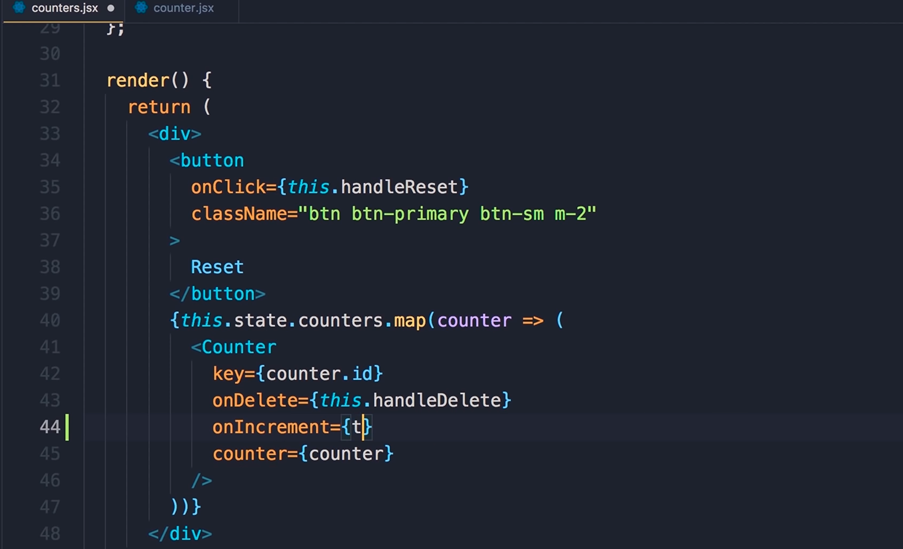 counters.jsx ● counter.jsx
29 };
30
31 render() {
32 return (
33 <div>
34 <button
35 onClick={this.handleReset}
36 className="btn btn-primary btn-sm m-2"
37 >
38 Reset
39 </button>
40 {this.state.counters.map(counter => (
41 <Counter
42 key={counter.id}
43 onDelete={this.handleDelete}
44 onIncrement={t}
45 counter={counter}
46 />
47 ))}
48 </div>